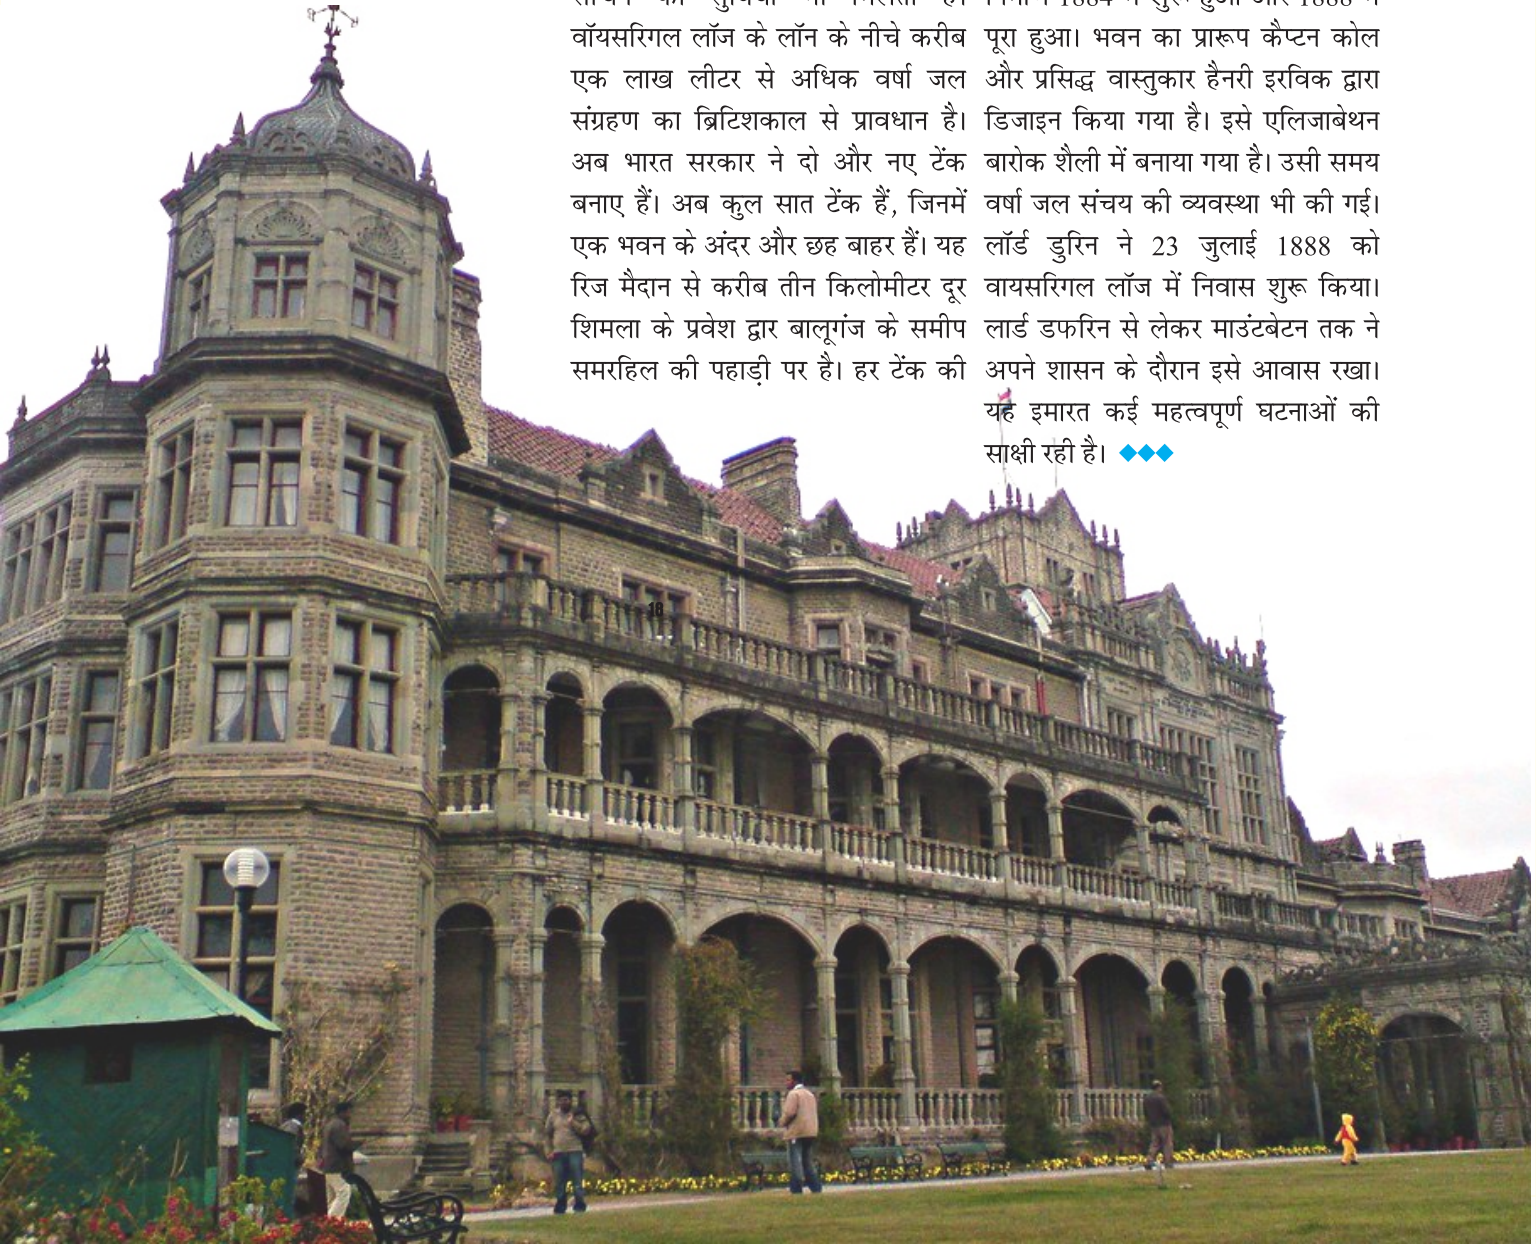 वॉयसरिगल लॉज के लॉन के नीचे करीब
एक लाख लीटर से अधिक वर्षा जल
संग्रहण का ब्रिटिशकाल से प्रावधान है।
अब भारत सरकार ने दो और नए टेंक
बनाए हैं। अब कुल सात टेंक हैं, जिनमें
एक भवन के अंदर और छह बाहर हैं। यह
रिज मैदान से करीब तीन किलोमीटर दूर
शिमला के प्रवेश द्वार बालूगंज के समीप
समरहिल की पहाड़ी पर है। हर टेंक की
1884 में शुरू हुआ और 1888 में
पूरा हुआ। भवन का प्रारूप कैप्टन कोल
और प्रसिद्ध वास्तुकार हैनरी इरविक द्वारा
डिजाइन किया गया है। इसे एलिजाबेथन
बारोक शैली में बनाया गया है। उसी समय
वर्षा जल संचय की व्यवस्था भी की गई।
लॉर्ड डुरिन ने 23 जुलाई 1888 को
वायसरिगल लॉज में निवास शुरू किया।
लार्ड डफरिन से लेकर माउंटबेटन तक ने
अपने शासन के दौरान इसे आवास रखा।
यह इमारत कई महत्वपूर्ण घटनाओं की
साक्षी रही है।
18